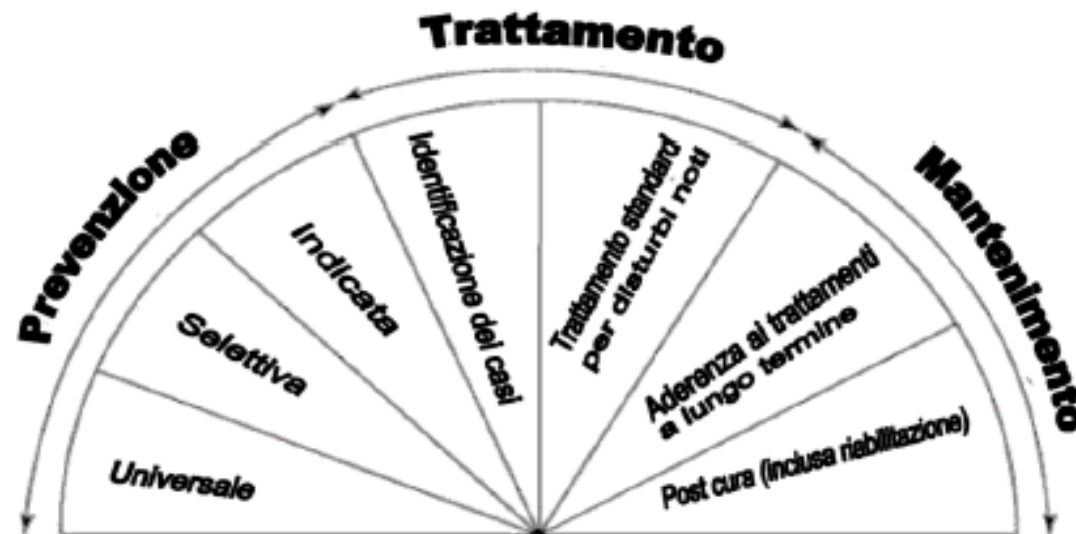 Trattamento
Prevenzione
Mantenimento
Universale
Selettiva
Indicata
Identificazione dei casi
Trattamento standard
per disturbi noti
Aderenza ai trattamenti
a lungo termine
Post cura (inclusa riabilitazione)